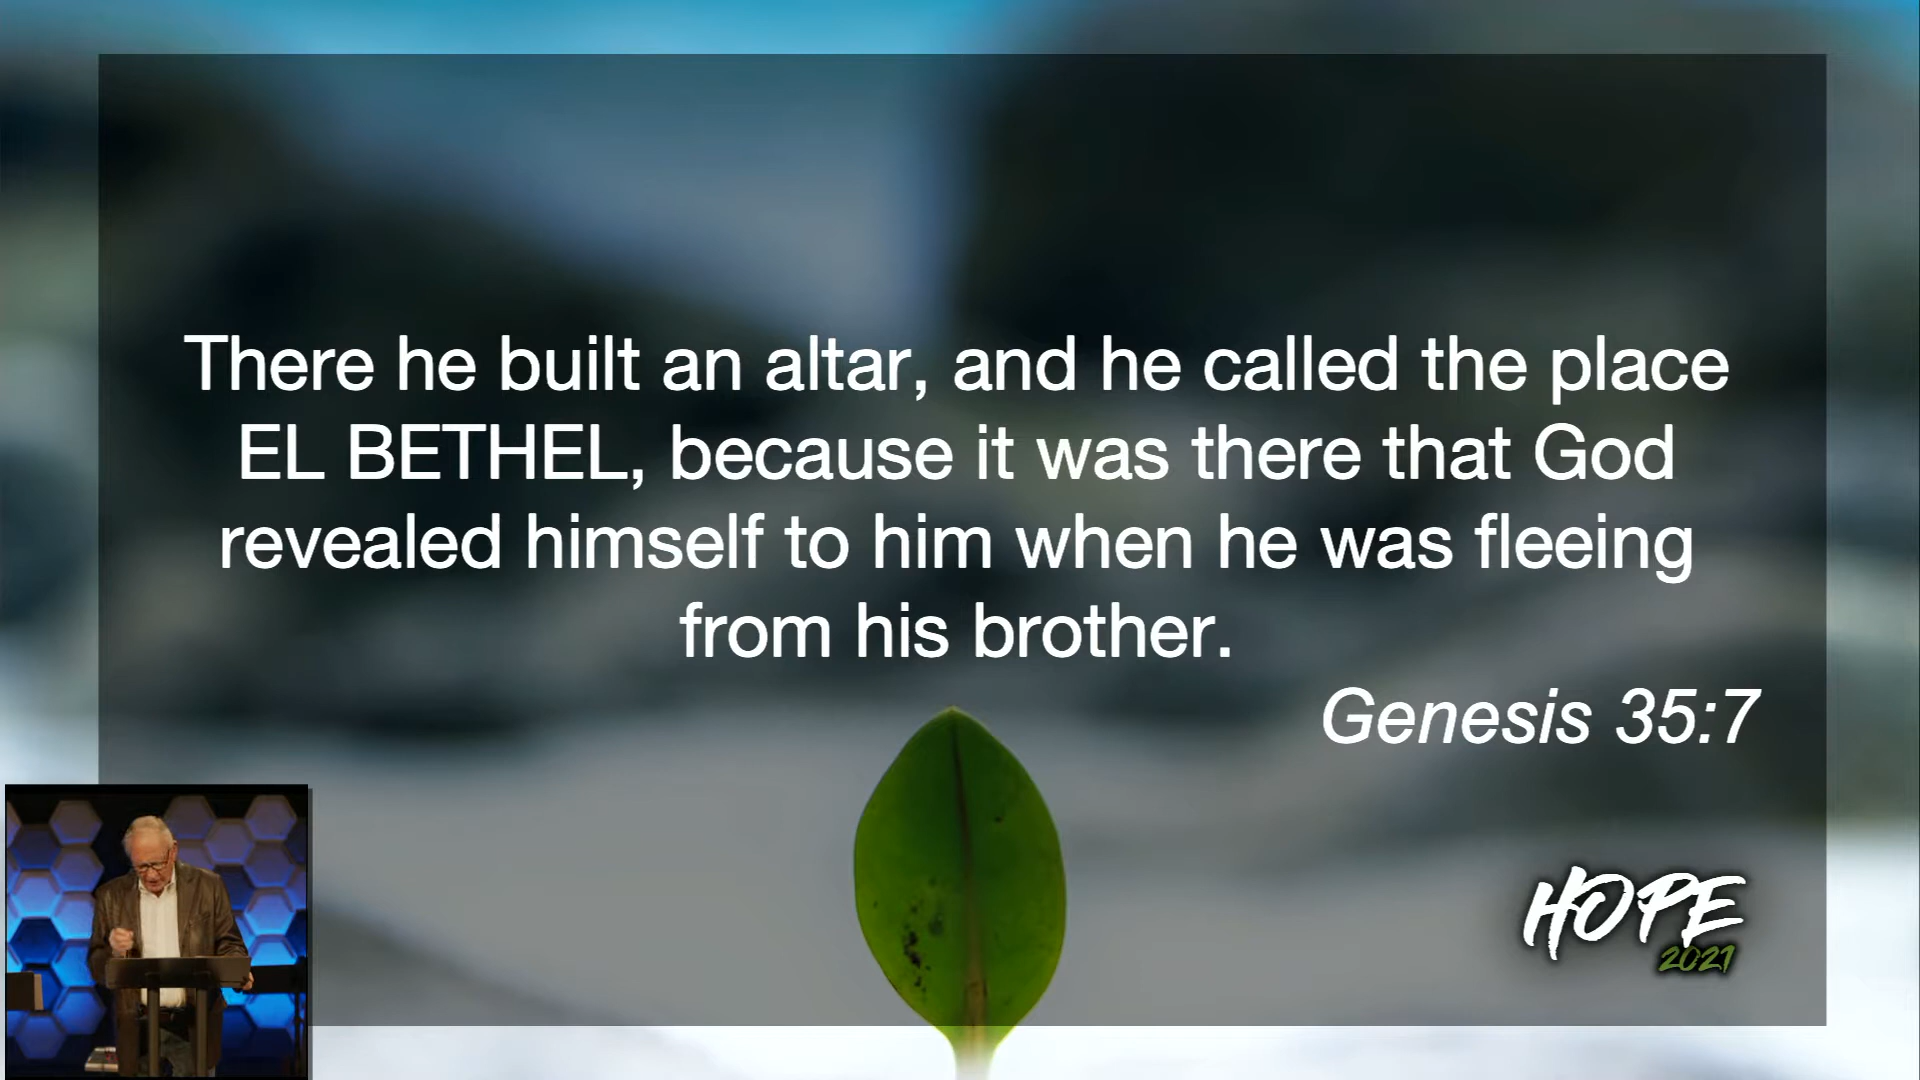 There he built an altar, and he called the place
EL BETHEL, because it was there that God
revealed himself to him when he was fleeing
from his brother.
Genesis 35:7
HOPE
2021